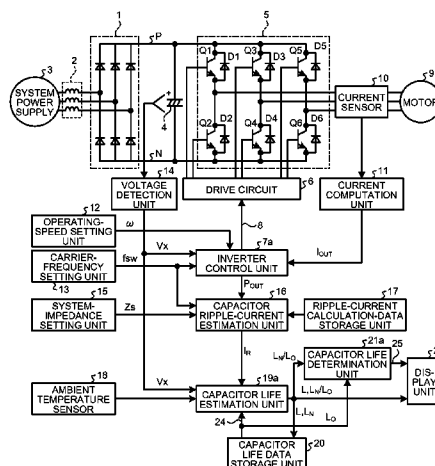 1
5
2
P
Q1
D1
Q3
D3
Q5
D5
3
10
9
SYSTEM
POWER
SUPPLY
+
4
CURRENT
SENSOR
MOTOR
Q2
D2
Q4
D4
Q6
D6
N
14
VOLTAGE
DETECTION
UNIT
DRIVE CIRCUIT
6
11
CURRENT
COMPUTATION
UNIT
12
OPERATING-
SPEED SETTING
UNIT
ω
8
7a
CARRIER-
FREQUENCY
SETTING UNIT
fsw
Vx
INVERTER
CONTROL UNIT
IOUT
13
15
POUT
16
17
SYSTEM-
IMPEDANCE
SETTING UNIT
Zs
CAPACITOR
RIPPLE-CURRENT
ESTIMATION UNIT
RIPPLE-CURRENT
CALCULATION-DATA
STORAGE UNIT
21a
IR
LN/LO
CAPACITOR LIFE
DETERMINATION
UNIT
25
18
19a
AMBIENT
TEMPERATURE
SENSOR
Vx
CAPACITOR LIFE
ESTIMATION UNIT
L,LN
L,LN/LO
DIS-
PLAY
UNIT
24
LO
CAPACITOR
LIFE DATA
STORAGE UNIT
20